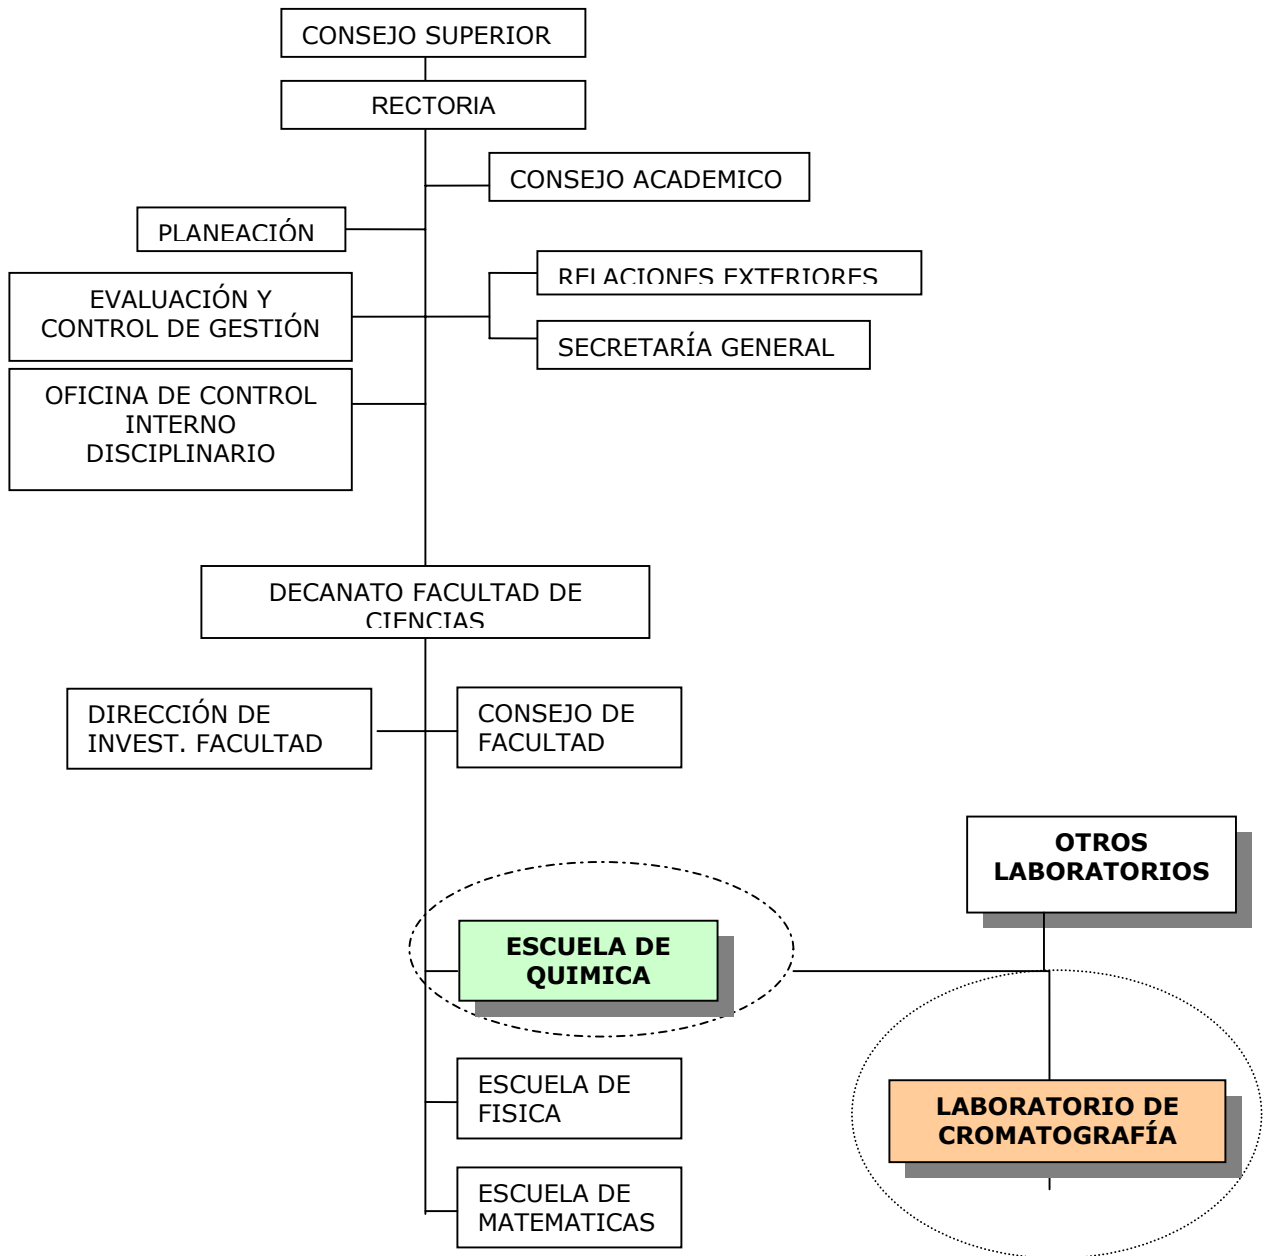 CONSEJO SUPERIOR
RECTORIA
CONSEJO ACADEMICO
PLANEACIÓN
RELACIONES EXTERIORES
EVALUACIÓN Y
CONTROL DE GESTIÓN
SECRETARÍA GENERAL
OFICINA DE CONTROL
INTERNO
DISCIPLINARIO
DECANATO FACULTAD DE
CIENCIAS
DIRECCIÓN DE
INVEST. FACULTAD
CONSEJO DE
FACULTAD
OTROS
LABORATORIOS
ESCUELA DE
QUIMICA
ESCUELA DE
FISICA
LABORATORIO DE
CROMATOGRAFÍA
ESCUELA DE
MATEMATICAS